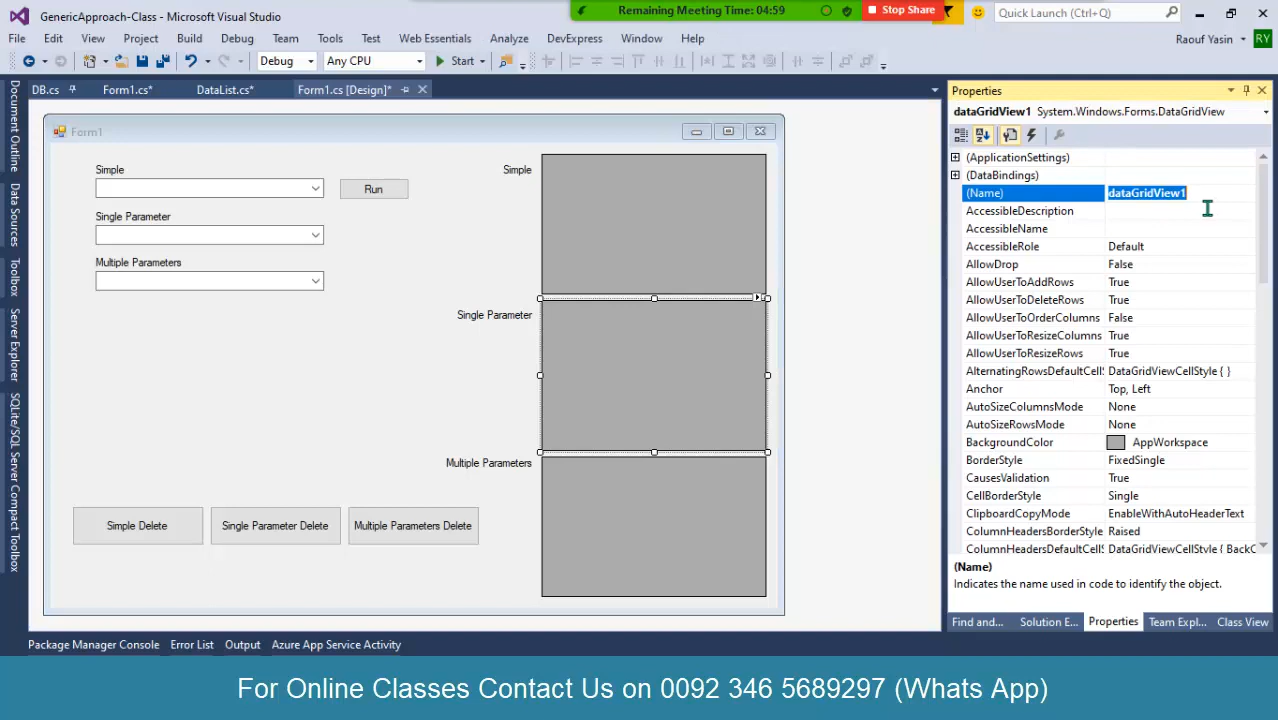 GenericApproach-Class - Microsoft Visual Studio
Remaining Meeting Time: 04:59
Stop Share
Quick Launch (Ctrl+Q)
File Edit View Project Build Debug Team Tools Test Web Essentials Analyze DevExpress Window Help
Raouf Yasin RY
Debug Any CPU Start
DB.cs Form1.cs* DataList.cs* Form1.cs [Design]*
Document Outline
Data Sources
Toolbox
Server Explorer
SQLite/SQL Server Compact Toolbox
Form1
Simple
Run
Single Parameter
Multiple Parameters
Simple
Single Parameter
Multiple Parameters
Simple Delete Single Parameter Delete Multiple Parameters Delete
Properties
dataGridView1 System.Windows.Forms.DataGridView
(ApplicationSettings)
(DataBindings)
(Name) dataGridView1
AccessibleDescription
AccessibleName
AccessibleRole Default
AllowDrop False
AllowUserToAddRows True
AllowUserToDeleteRows True
AllowUserToOrderColumns False
AllowUserToResizeColumns True
AllowUserToResizeRows True
AlternatingRowsDefaultCellS DataGridViewCellStyle { }
Anchor Top, Left
AutoSizeColumnsMode None
AutoSizeRowsMode None
BackgroundColor AppWorkspace
BorderStyle FixedSingle
CausesValidation True
CellBorderStyle Single
ClipboardCopyMode EnableWithAutoHeaderText
ColumnHeadersBorderStyle Raised
ColumnHeadersDefaultCellS DataGridViewCellStyle { BackC
(Name)
Indicates the name used in code to identify the object.
Find and... Solution E... Properties Team Expl... Class View
Package Manager Console Error List Output Azure App Service Activity
For Online Classes Contact Us on 0092 346 5689297 (Whats App)